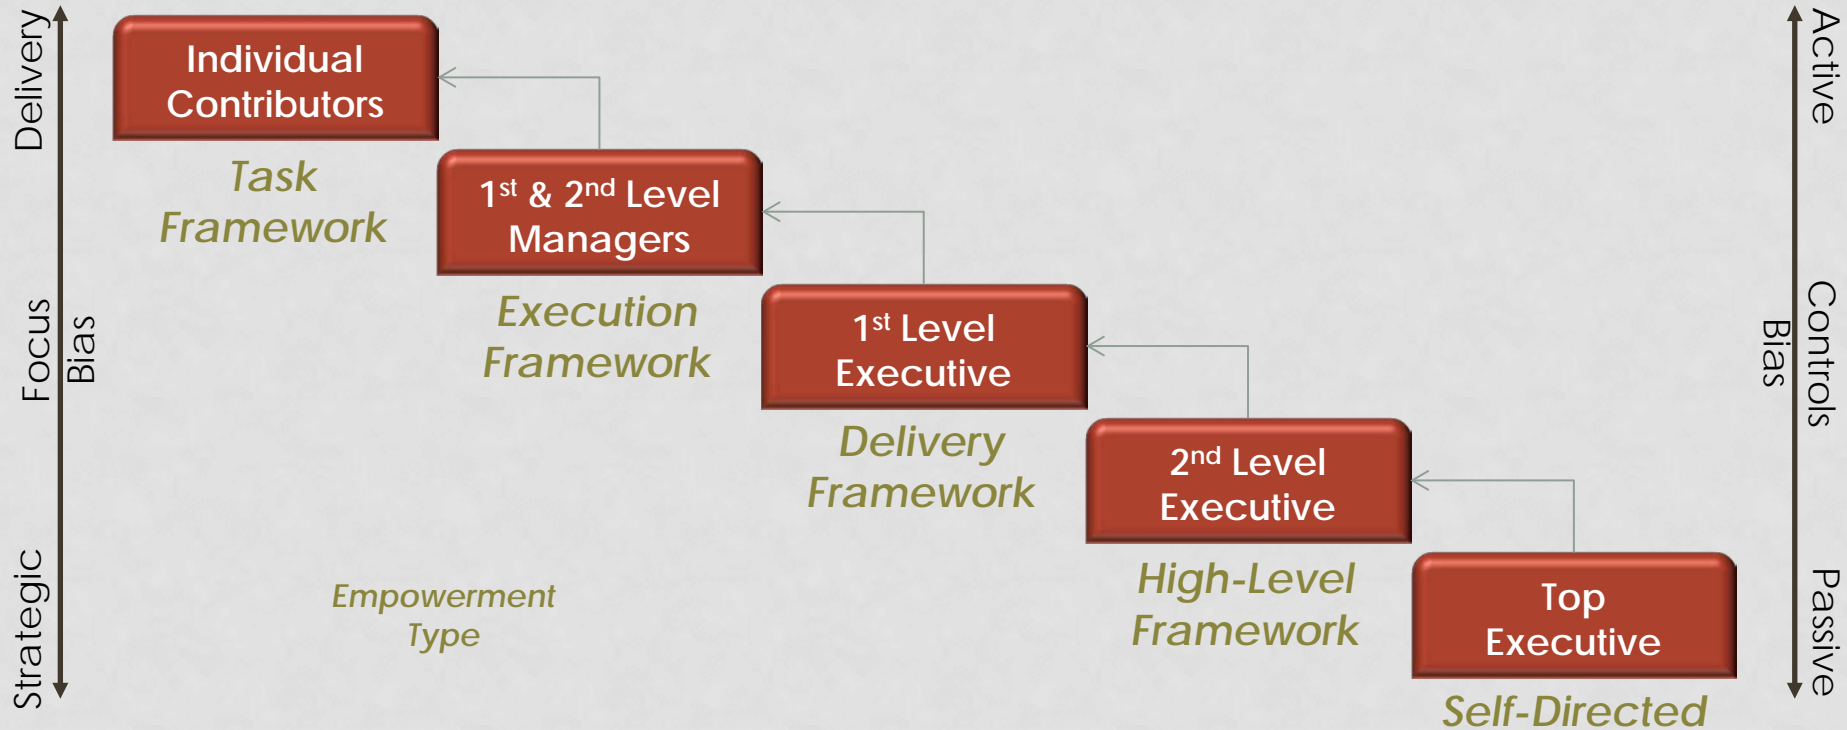 Delivery
Focus
Bias
Strategic
Individual
Contributors
Task
Framework
1st & 2nd Level
Managers
Execution
Framework
1st Level
Executive
Delivery
Framework
2nd Level
Executive
High-Level
Framework
Top
Executive
Self-Directed
Empowerment
Type
Active
Controls
Bias
Passive